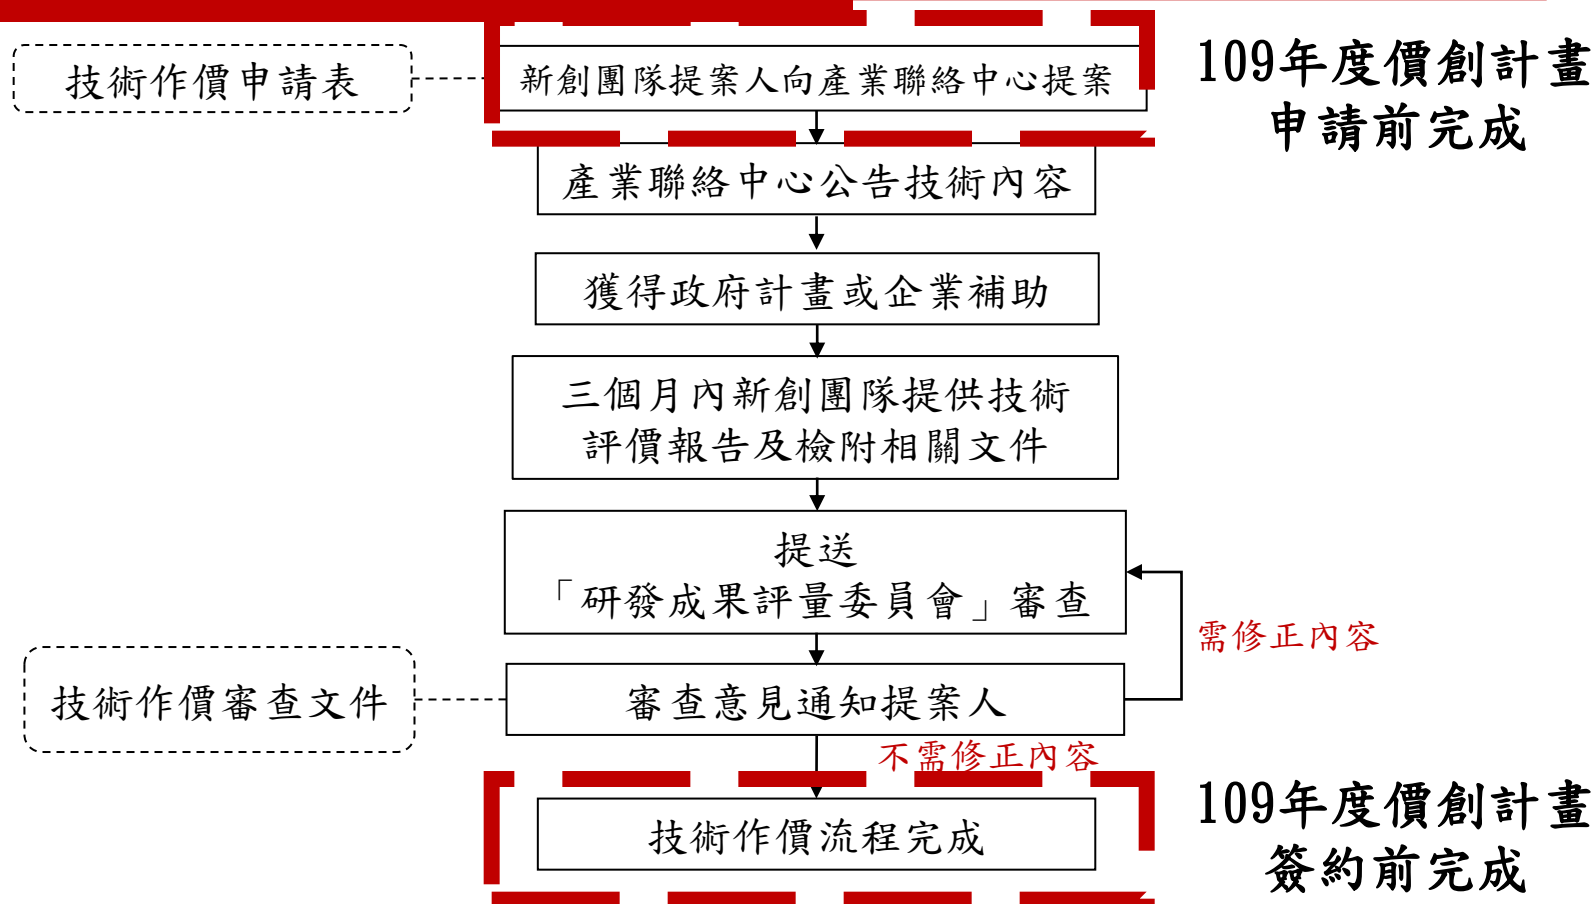 技術作價申請表
新創團隊提案人向產業聯絡中心提案
109年度價創計畫
申請前完成
產業聯絡中心公告技術內容
獲得政府計畫或企業補助
三個月內新創團隊提供技術
評價報告及檢附相關文件
提送
「研發成果評量委員會」審查
需修正內容
技術作價審查文件
審查意見通知提案人
不需修正內容
技術作價流程完成
109年度價創計畫
簽約前完成